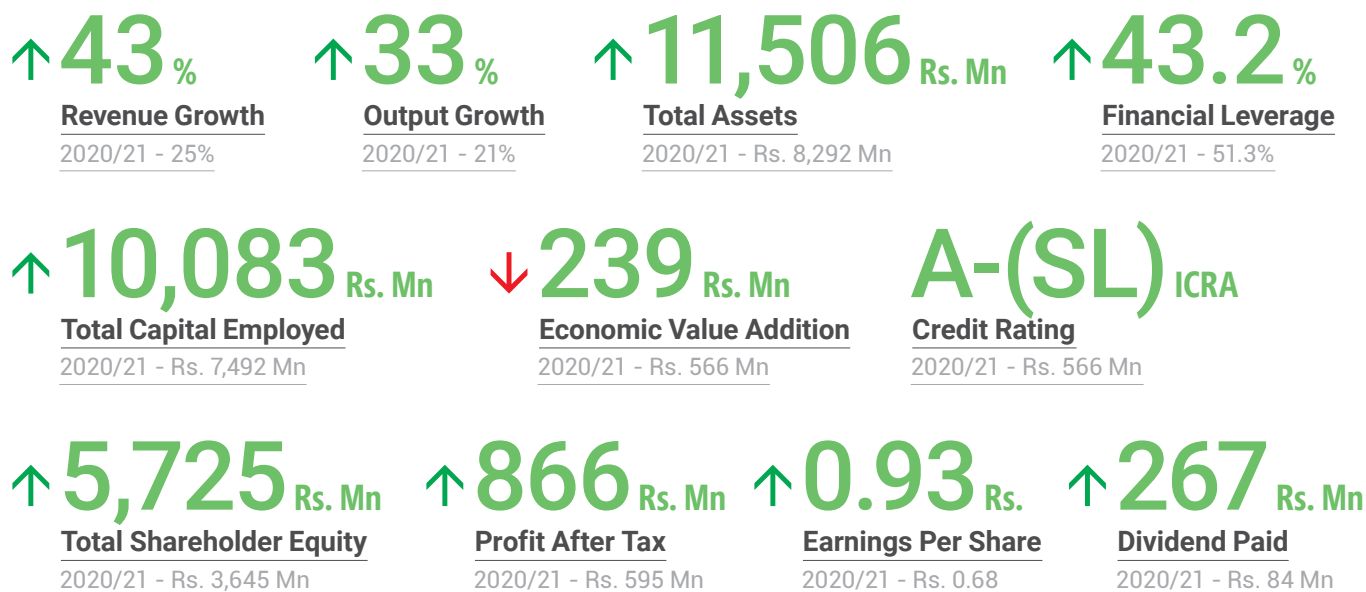 ↑ 43 % ↑ 33 % ↑ 11,506 Rs. Mn ↑ 43.2 %
Revenue Growth Output Growth Total Assets Financial Leverage
2020/21 - 25% 2020/21 - 21% 2020/21 - Rs. 8,292 Mn 2020/21 - 51.3%
↑ 10,083 Rs. Mn ↓ 239 Rs. Mn A-(SL) ICRA
Total Capital Employed Economic Value Addition Credit Rating
2020/21 - Rs. 7,492 Mn 2020/21 - Rs. 566 Mn 2020/21 - Rs. 566 Mn
↑ 5,725 Rs. Mn ↑ 866 Rs. Mn ↑ 0.93 Rs. ↑ 267 Rs. Mn
Total Shareholder Equity Profit After Tax Earnings Per Share Dividend Paid
2020/21 - Rs. 3,645 Mn 2020/21 - Rs. 595 Mn 2020/21 - Rs. 0.68 2020/21 - Rs. 84 Mn